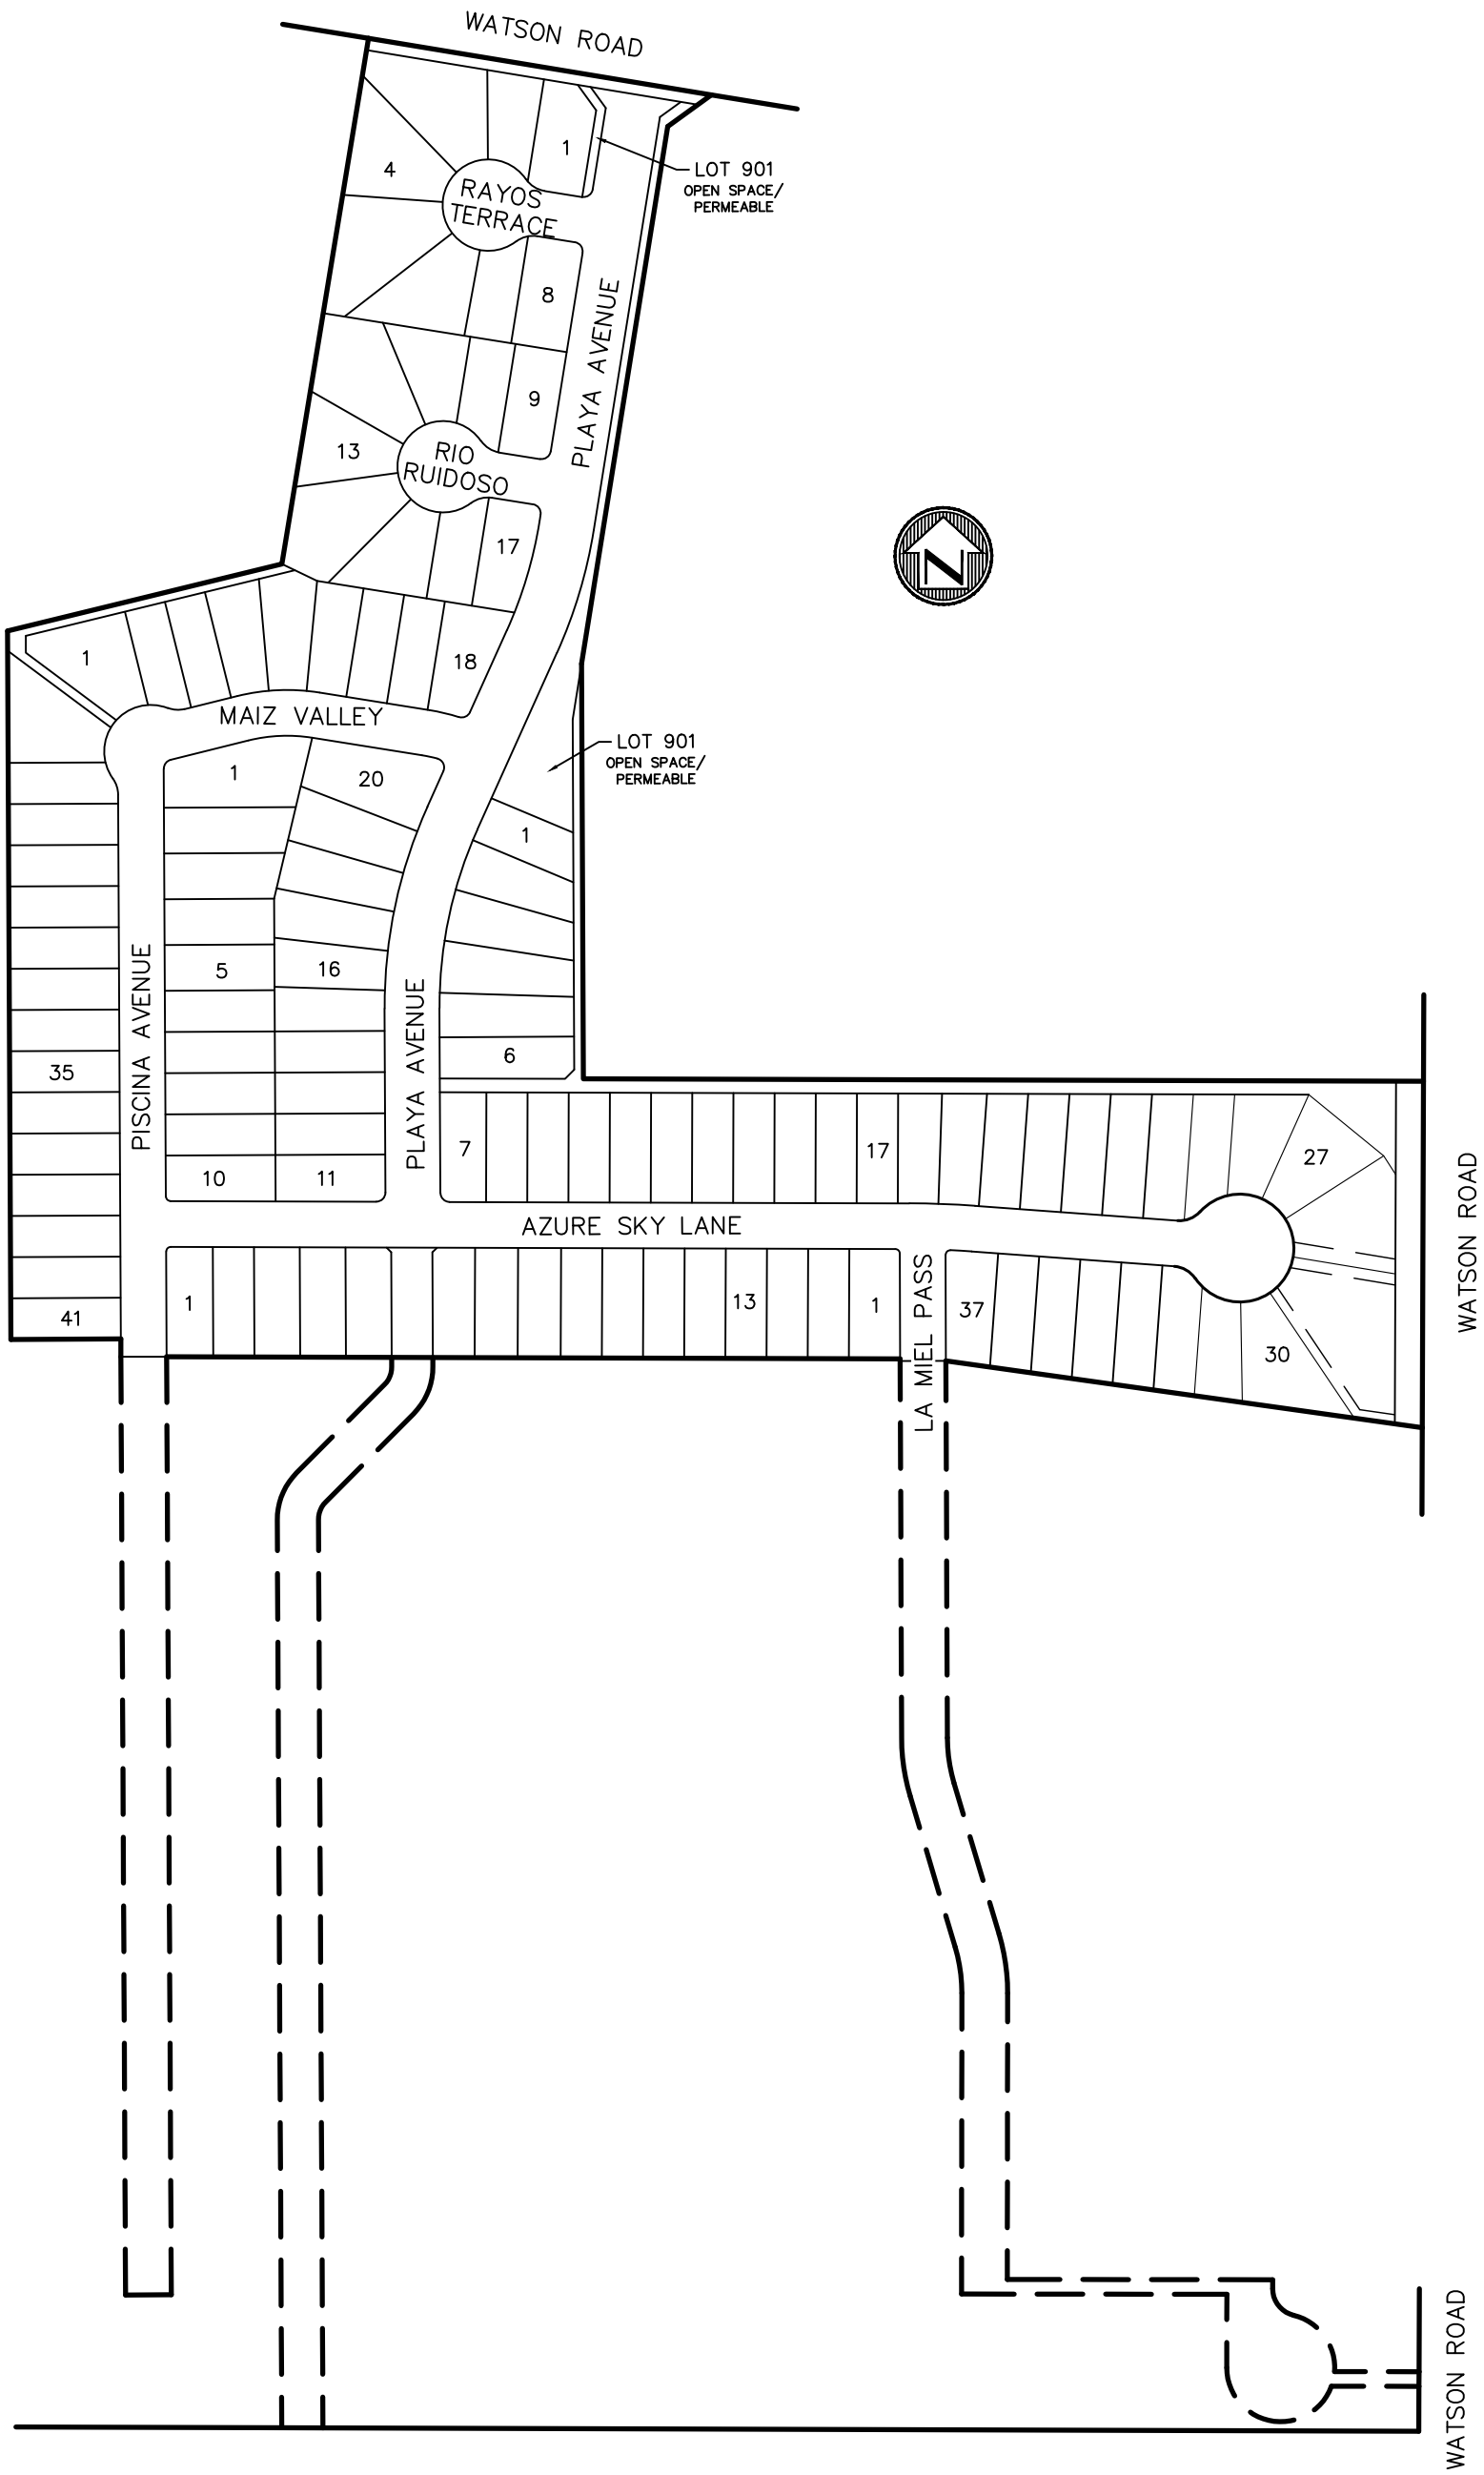 WATSON ROAD
1
LOT 901
OPEN SPACE/
PERMEABLE
4
RAYOS
TERRACE
8
PLAYA AVENUE
9
13
RIO
RUIDOSO
17
N
1
18
MAIZ VALLEY
LOT 901
OPEN SPACE/
PERMEABLE
1
20
1
5
16
PISCINA AVENUE
PLAYA AVENUE
6
35
7
17
27
10
11
WATSON ROAD
AZURE SKY LANE
1
13
1
LA MIEL PASS
37
41
30
WATSON ROAD